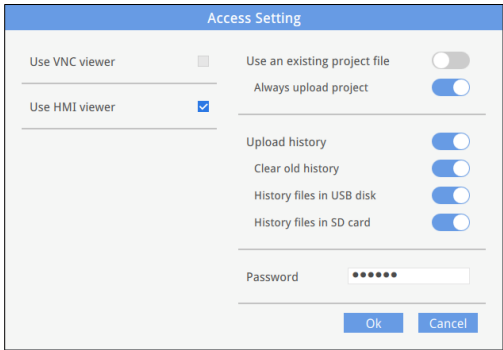 Access Setting
Use VNC viewer
Use HMI viewer
Use an existing project file
Always upload project
Upload history
Clear old history
History files in USB disk
History files in SD card
Password
●●●●●●
Ok
Cancel